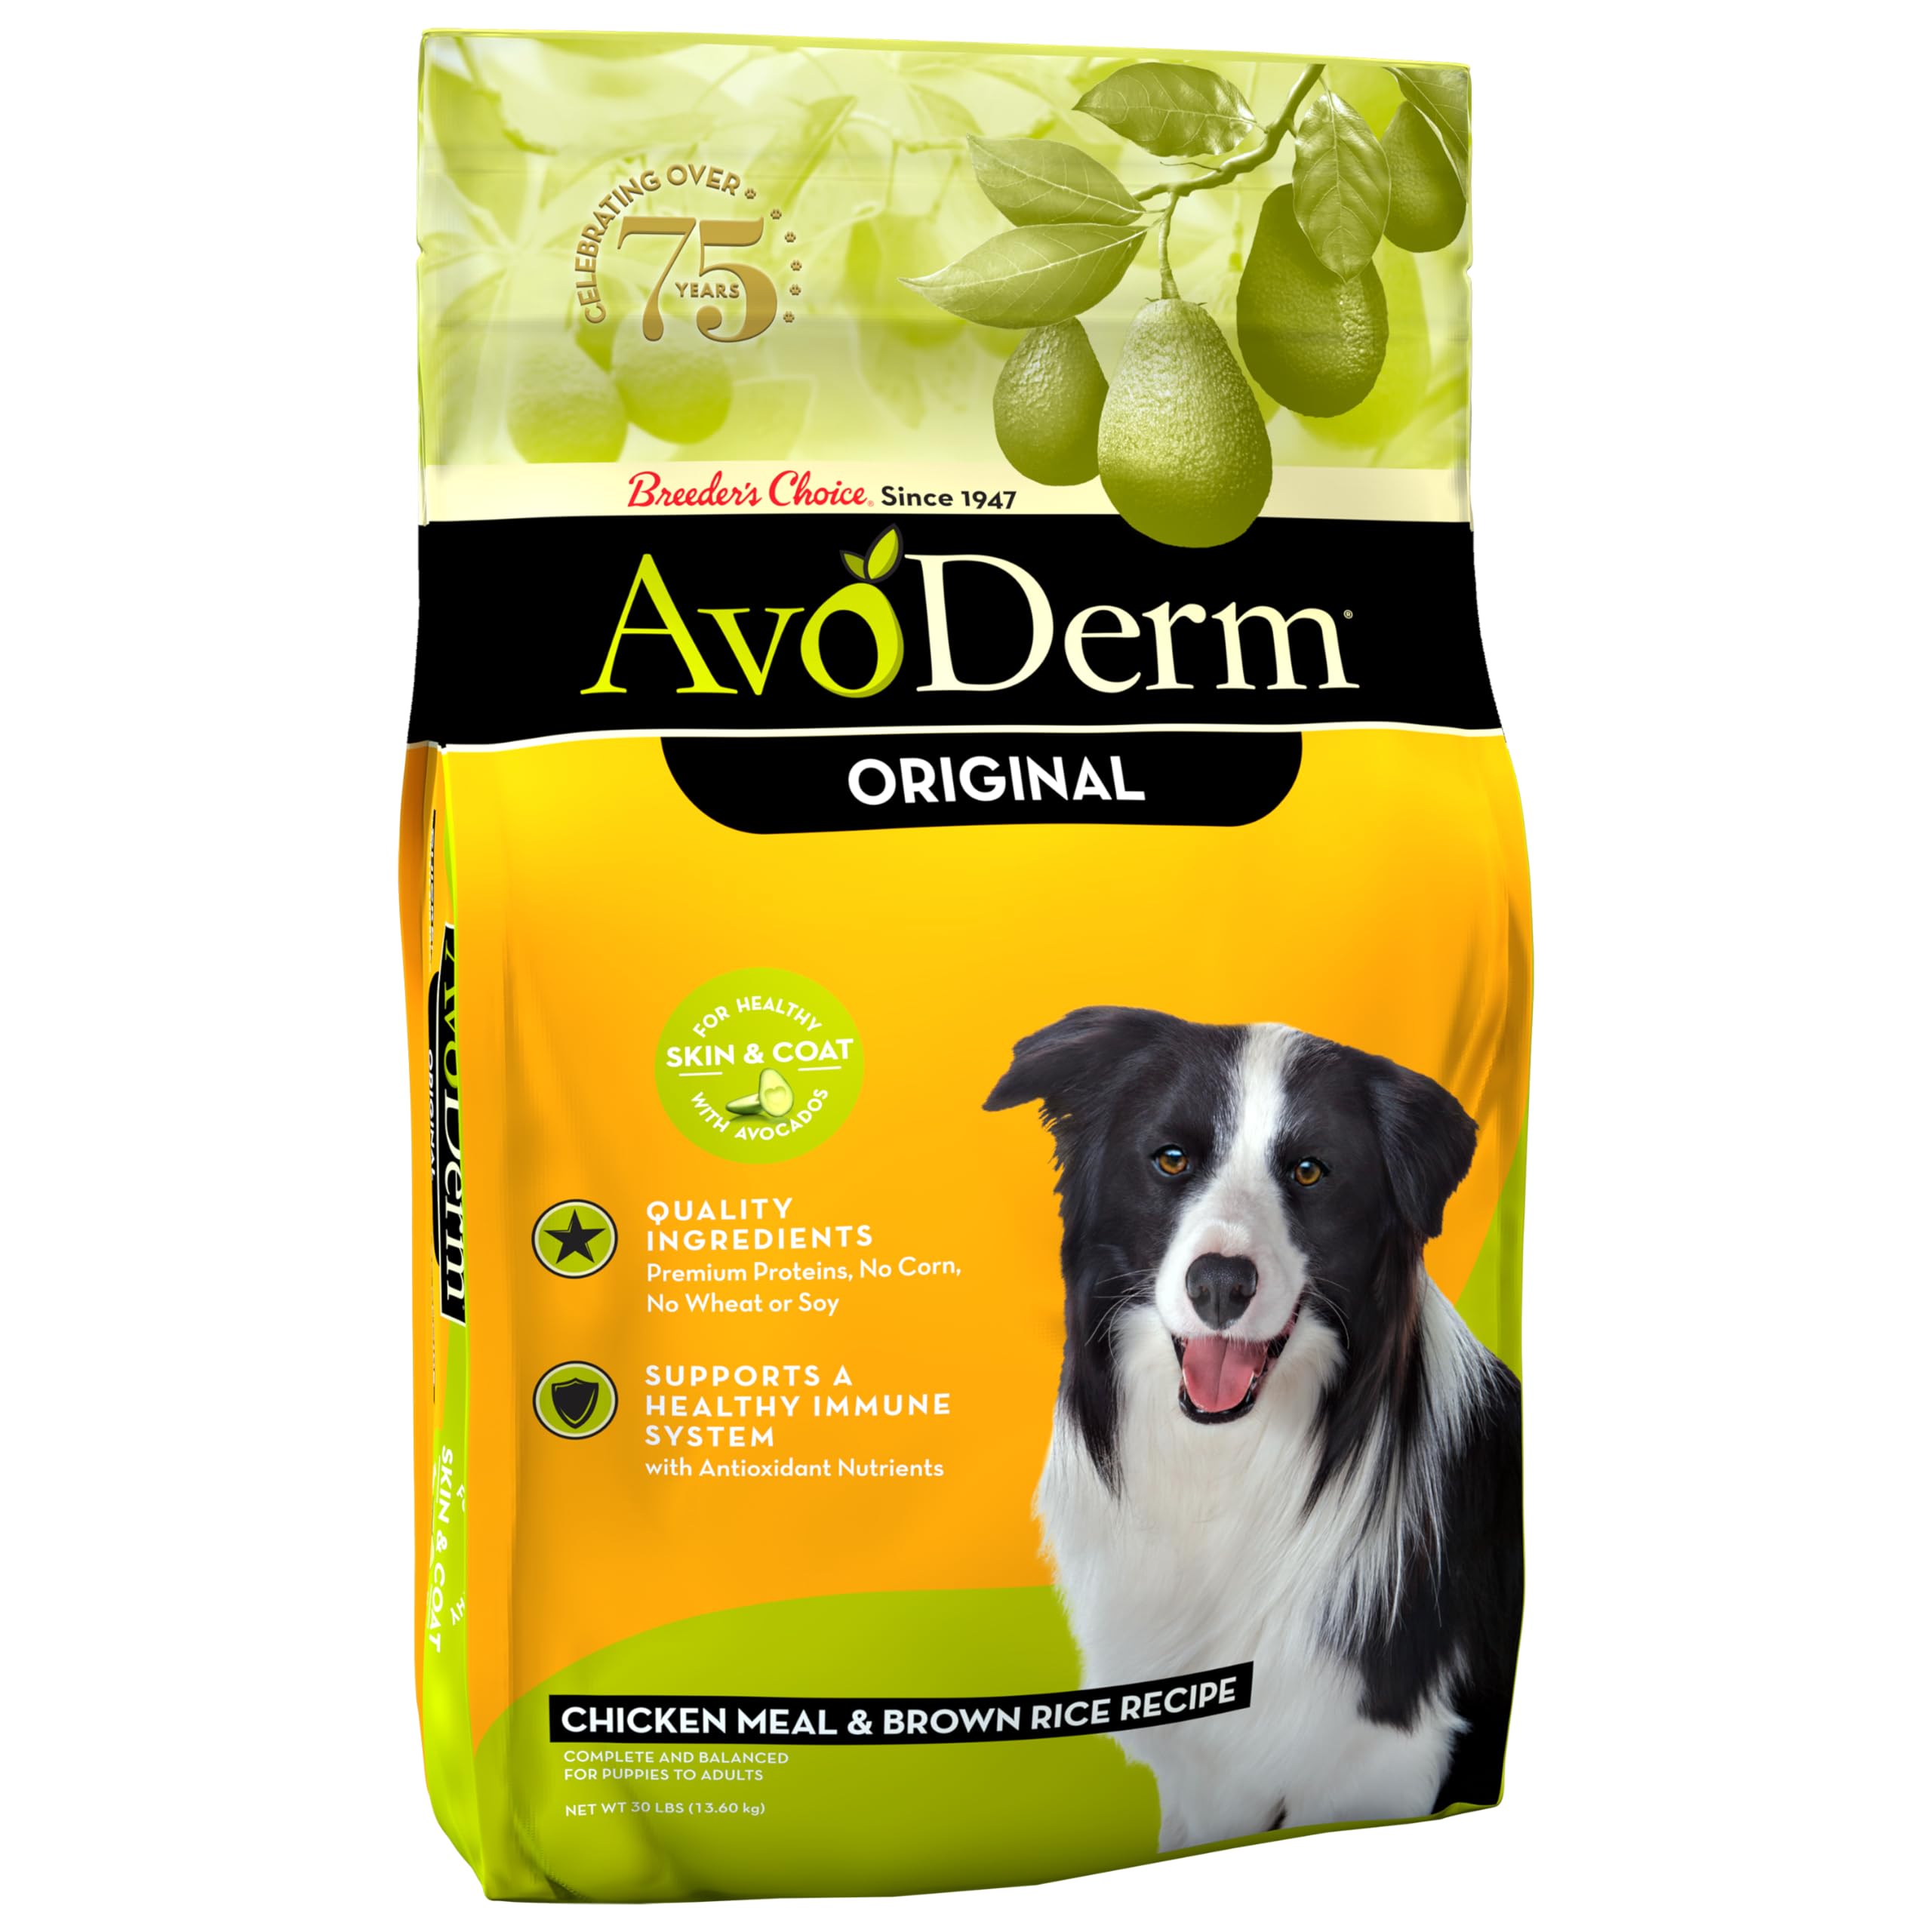 CELEBRATING OVER
75
YEARS
Breeder's Choice® Since 1947
AvoDerm®
ORIGINAL
FOR HEALTHY
SKIN & COAT
WITH AVOCADOS
QUALITY
INGREDIENTS
Premium Proteins, No Corn,
No Wheat or Soy
SUPPORTS A
HEALTHY IMMUNE
SYSTEM
with Antioxidant Nutrients
CHICKEN MEAL & BROWN RICE RECIPE
COMPLETE AND BALANCED
FOR PUPPIES TO ADULTS
NET WT 30 LBS (13.60 kg)
AvoDerm
ORIGINAL
SKIN & COAT